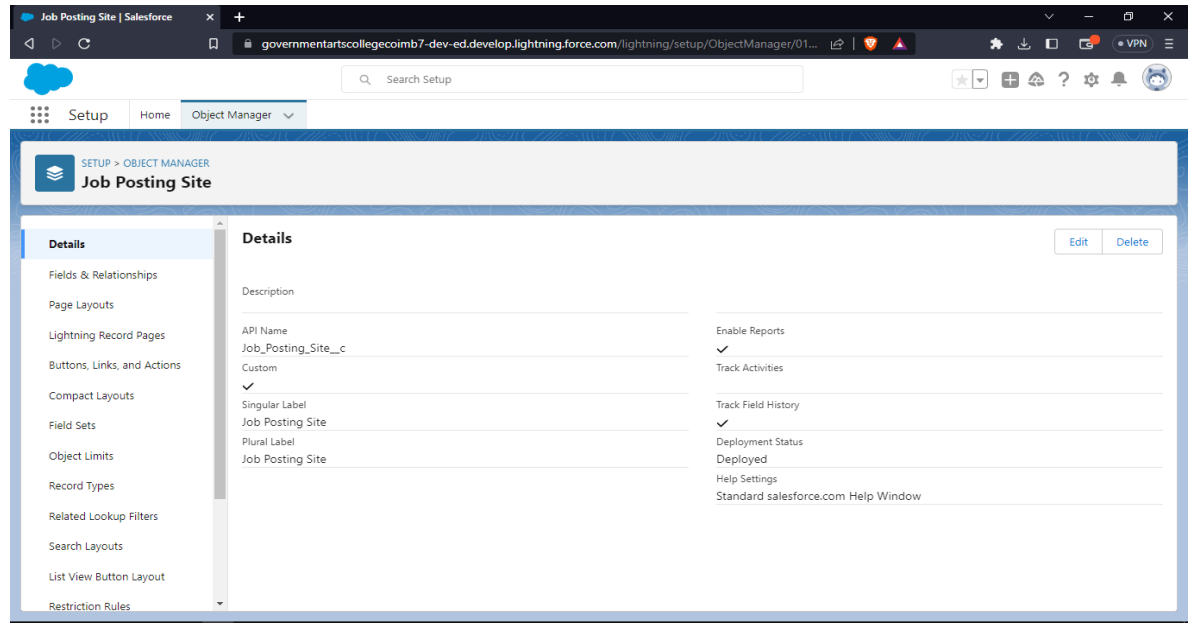 Job Posting Site | Salesforce
governmentartscollegecoimb7-dev-ed.develop.lightning.force.com/lightning/setup/ObjectManager/01...
VPN
Search Setup
Setup
Home
Object Manager
SETUP > OBJECT MANAGER
Job Posting Site
Details
Fields & Relationships
Page Layouts
Lightning Record Pages
Buttons, Links, and Actions
Compact Layouts
Field Sets
Object Limits
Record Types
Related Lookup Filters
Search Layouts
List View Button Layout
Restriction Rules
Details
Edit
Delete
Description
API Name
Job_Posting_Site__c
Custom
Singular Label
Job Posting Site
Plural Label
Job Posting Site
Enable Reports
Track Activities
Track Field History
Deployment Status
Deployed
Help Settings
Standard salesforce.com Help Window